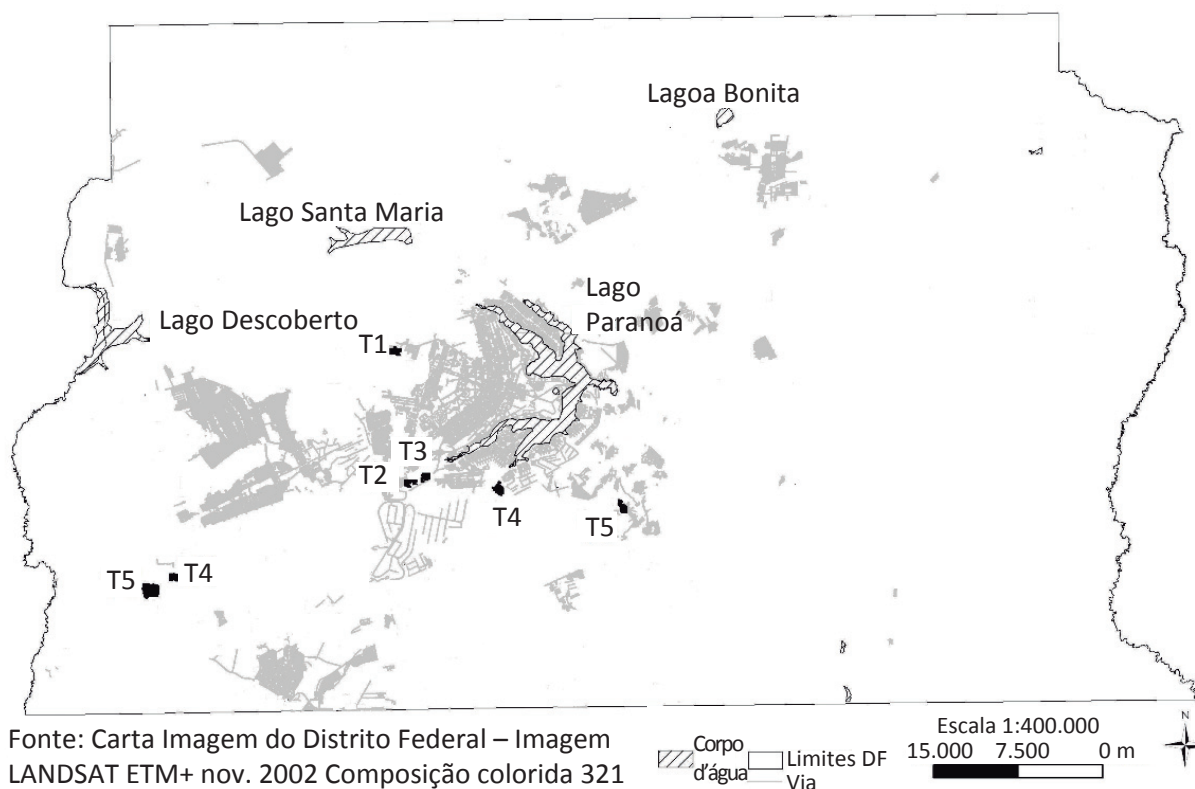 Lagoa Bonita
Lago Santa Maria
Lago
Paranoá
Lago Descoberto
T1
T3
T2
T4
T5
T4
T5
Fonte: Carta Imagem do Distrito Federal – Imagem
LANDSAT ETM+ nov. 2002 Composição colorida 321
Corpo
d'água
Limites DF
Via
Escala 1:400.000
15.000 7.500 0 m
N